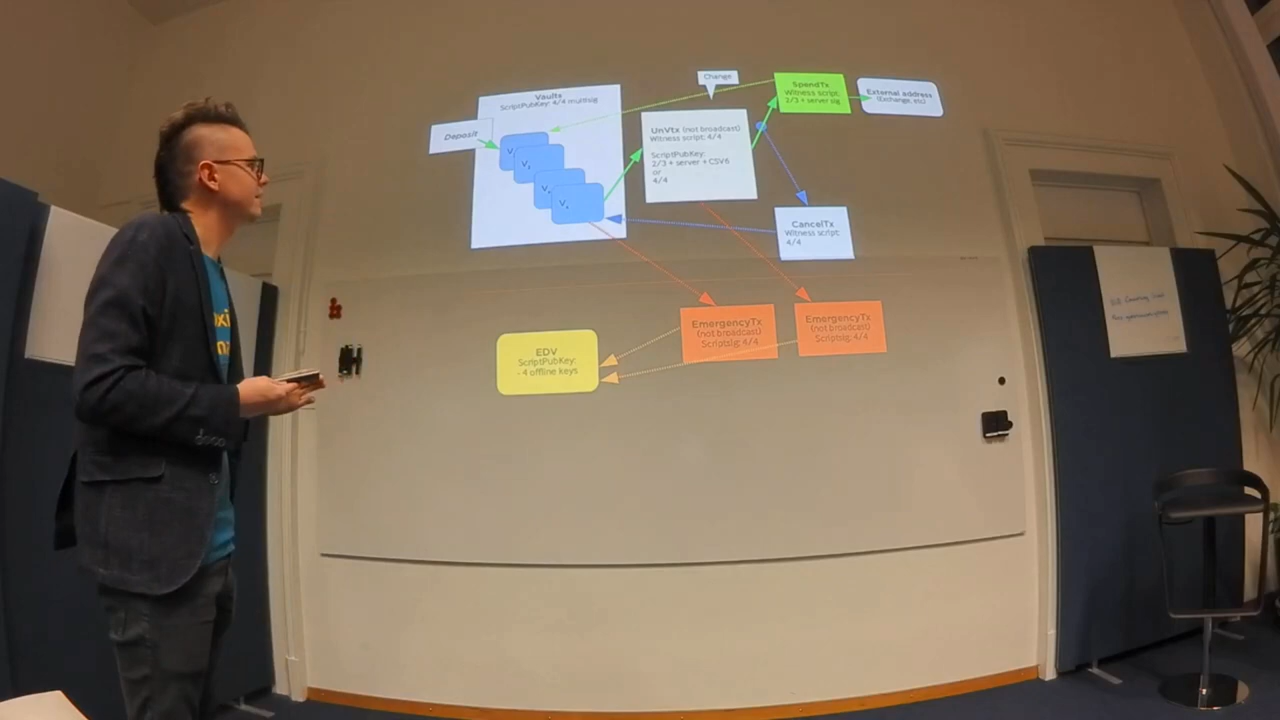 Vaults
ScriptPubKey: 4/4 multisig
Deposit
V
V
V
V
Change
UnVtx (not broadcast)
Witness script: 4/4
ScriptPubKey:
2/3 + server + CSV6
or
4/4
SpendTx
Witness script:
2/3 + server sig
External address
(Exchange, etc)
CancelTx
Witness script:
4/4
EmergencyTx
(not broadcast)
Scriptsig: 4/4
EmergencyTx
(not broadcast)
Scriptsig: 4/4
EDV
ScriptPubKey:
- 4 offline keys